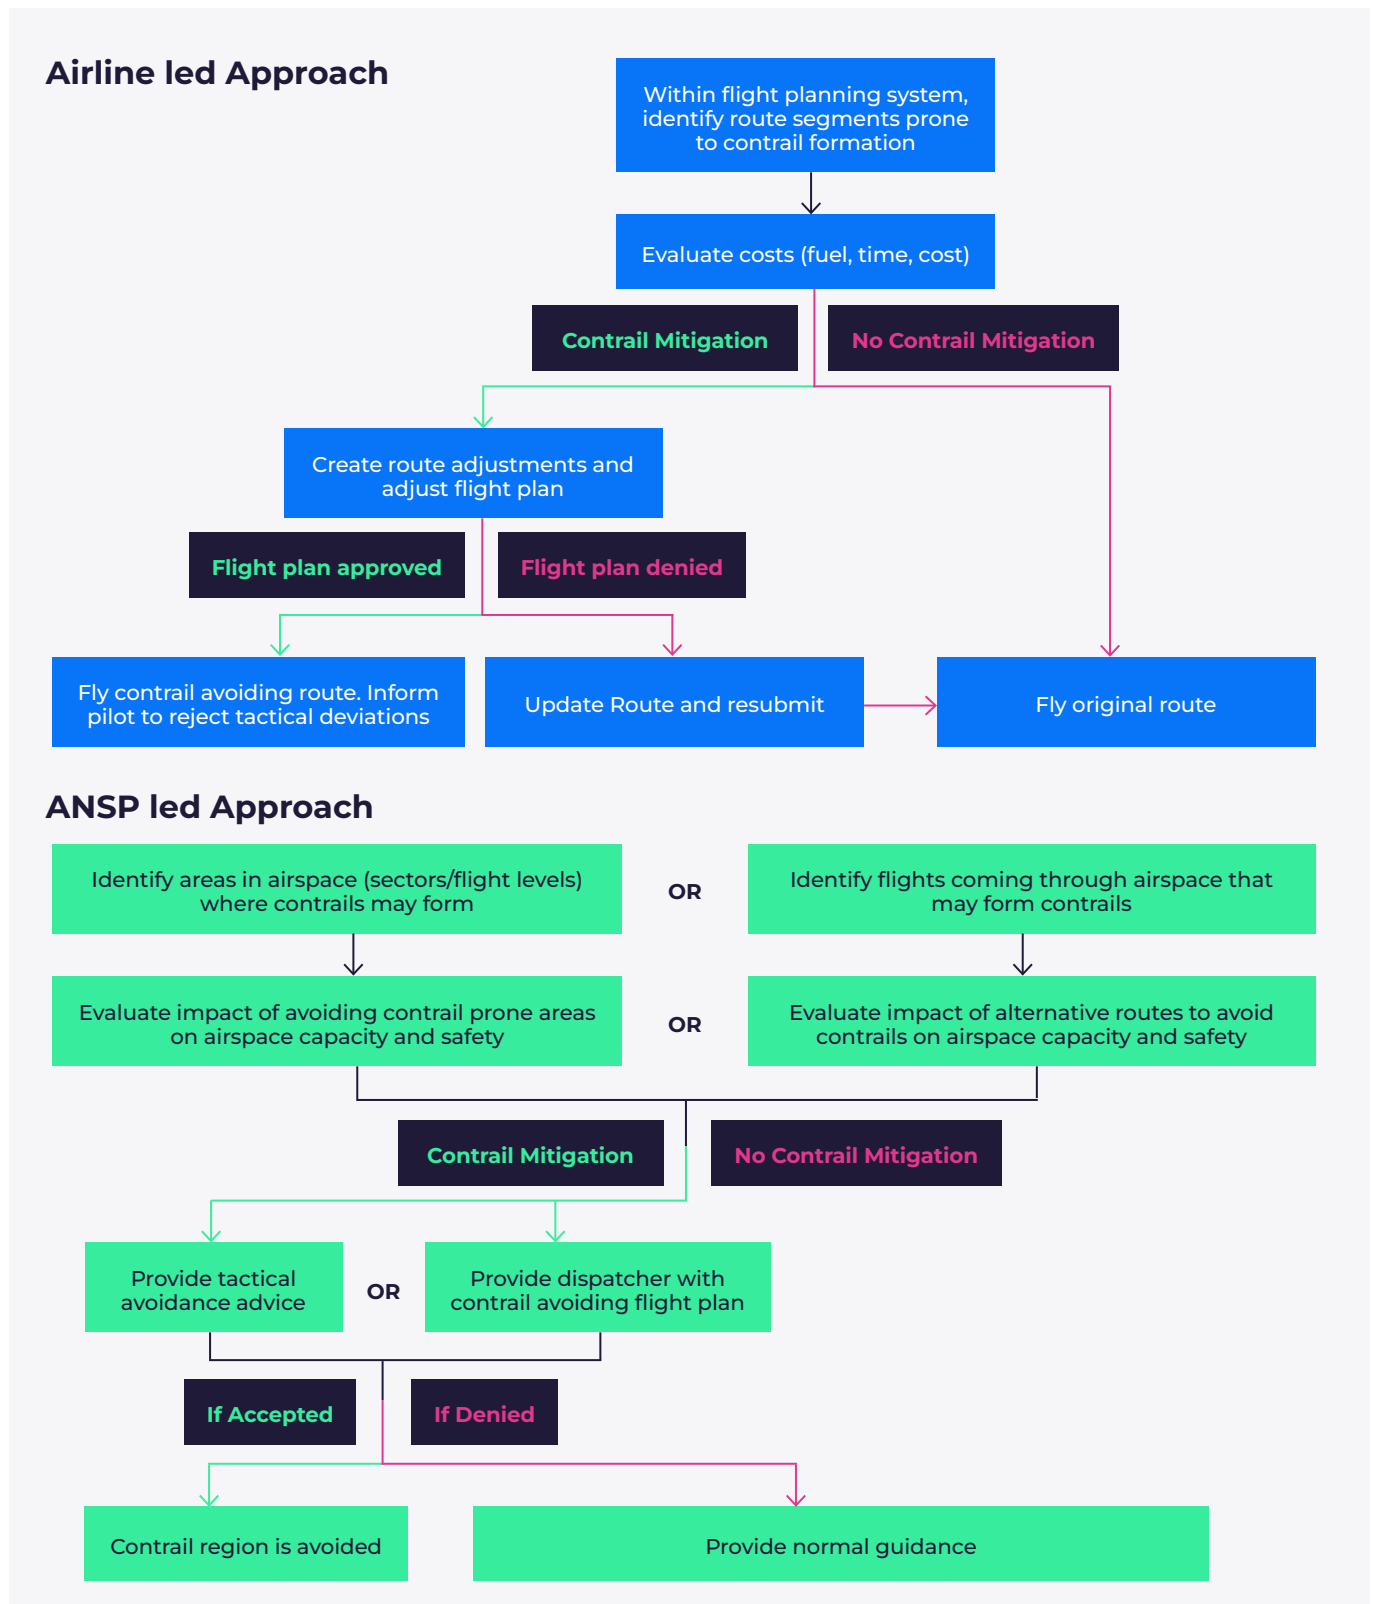 Airline led Approach
Within flight planning system,
identify route segments prone
to contrail formation
Evaluate costs (fuel, time, cost)
Contrail Mitigation
No Contrail Mitigation
Create route adjustments and
adjust flight plan
Flight plan approved
Flight plan denied
Fly contrail avoiding route. Inform
pilot to reject tactical deviations
Update Route and resubmit
Fly original route
ANSP led Approach
Identify areas in airspace (sectors/flight levels)
where contrails may form
OR
Identify flights coming through airspace that
may form contrails
Evaluate impact of avoiding contrail prone areas
on airspace capacity and safety
OR
Evaluate impact of alternative routes to avoid
contrails on airspace capacity and safety
Contrail Mitigation
No Contrail Mitigation
Provide tactical
avoidance advice
OR
Provide dispatcher with
contrail avoiding flight plan
If Accepted
If Denied
Contrail region is avoided
Provide normal guidance